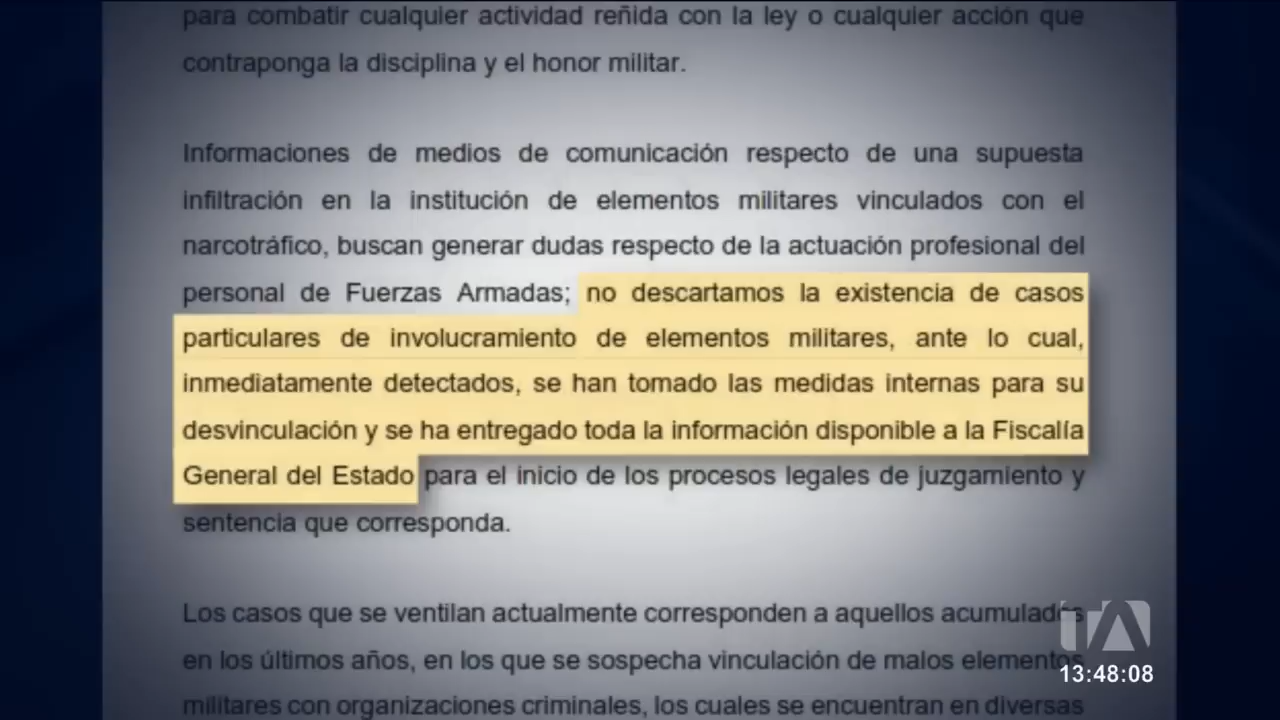 para combatir cualquier actividad reñida con la ley o cualquier acción que
contraponga la disciplina y el honor militar.
Informaciones de medios de comunicación respecto de una supuesta
infiltración en la institución de elementos militares vinculados con el
narcotráfico, buscan generar dudas respecto de la actuación profesional del
personal de Fuerzas Armadas; no descartamos la existencia de casos
particulares de involucramiento de elementos militares, ante lo cual,
inmediatamente detectados, se han tomado las medidas internas para su
desvinculación y se ha entregado toda la información disponible a la Fiscalía
General del Estado para el inicio de los procesos legales de juzgamiento y
sentencia que corresponda.
Los casos que se ventilan actualmente corresponden a aquellos acumulados
en los últimos años, en los que se sospecha vinculación de malos elementos
militares con organizaciones criminales, los cuales se encuentran en diversas
TA
13:48:08